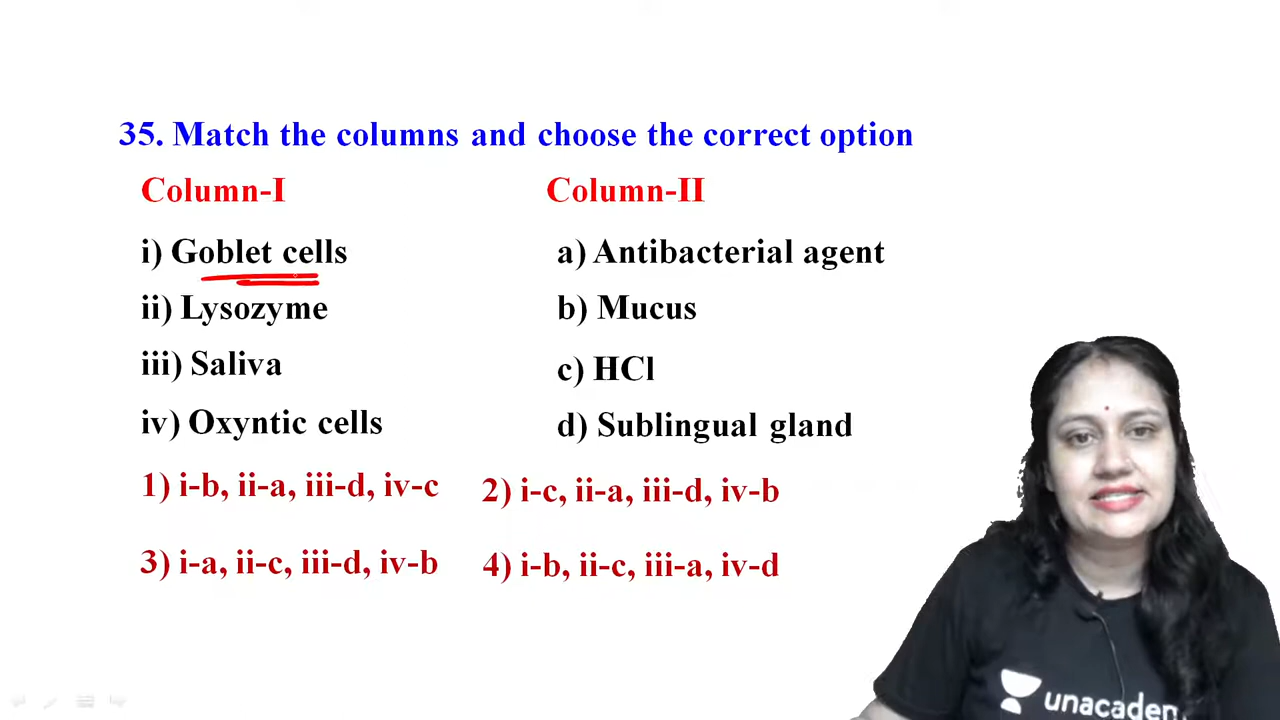 35. Match the columns and choose the correct option
Column-I Column-II
i) Goblet cells a) Antibacterial agent
ii) Lysozyme b) Mucus
iii) Saliva c) HCl
iv) Oxyntic cells d) Sublingual gland
1) i-b, ii-a, iii-d, iv-c 2) i-c, ii-a, iii-d, iv-b
3) i-a, ii-c, iii-d, iv-b 4) i-b, ii-c, iii-a, iv-d
unacadem